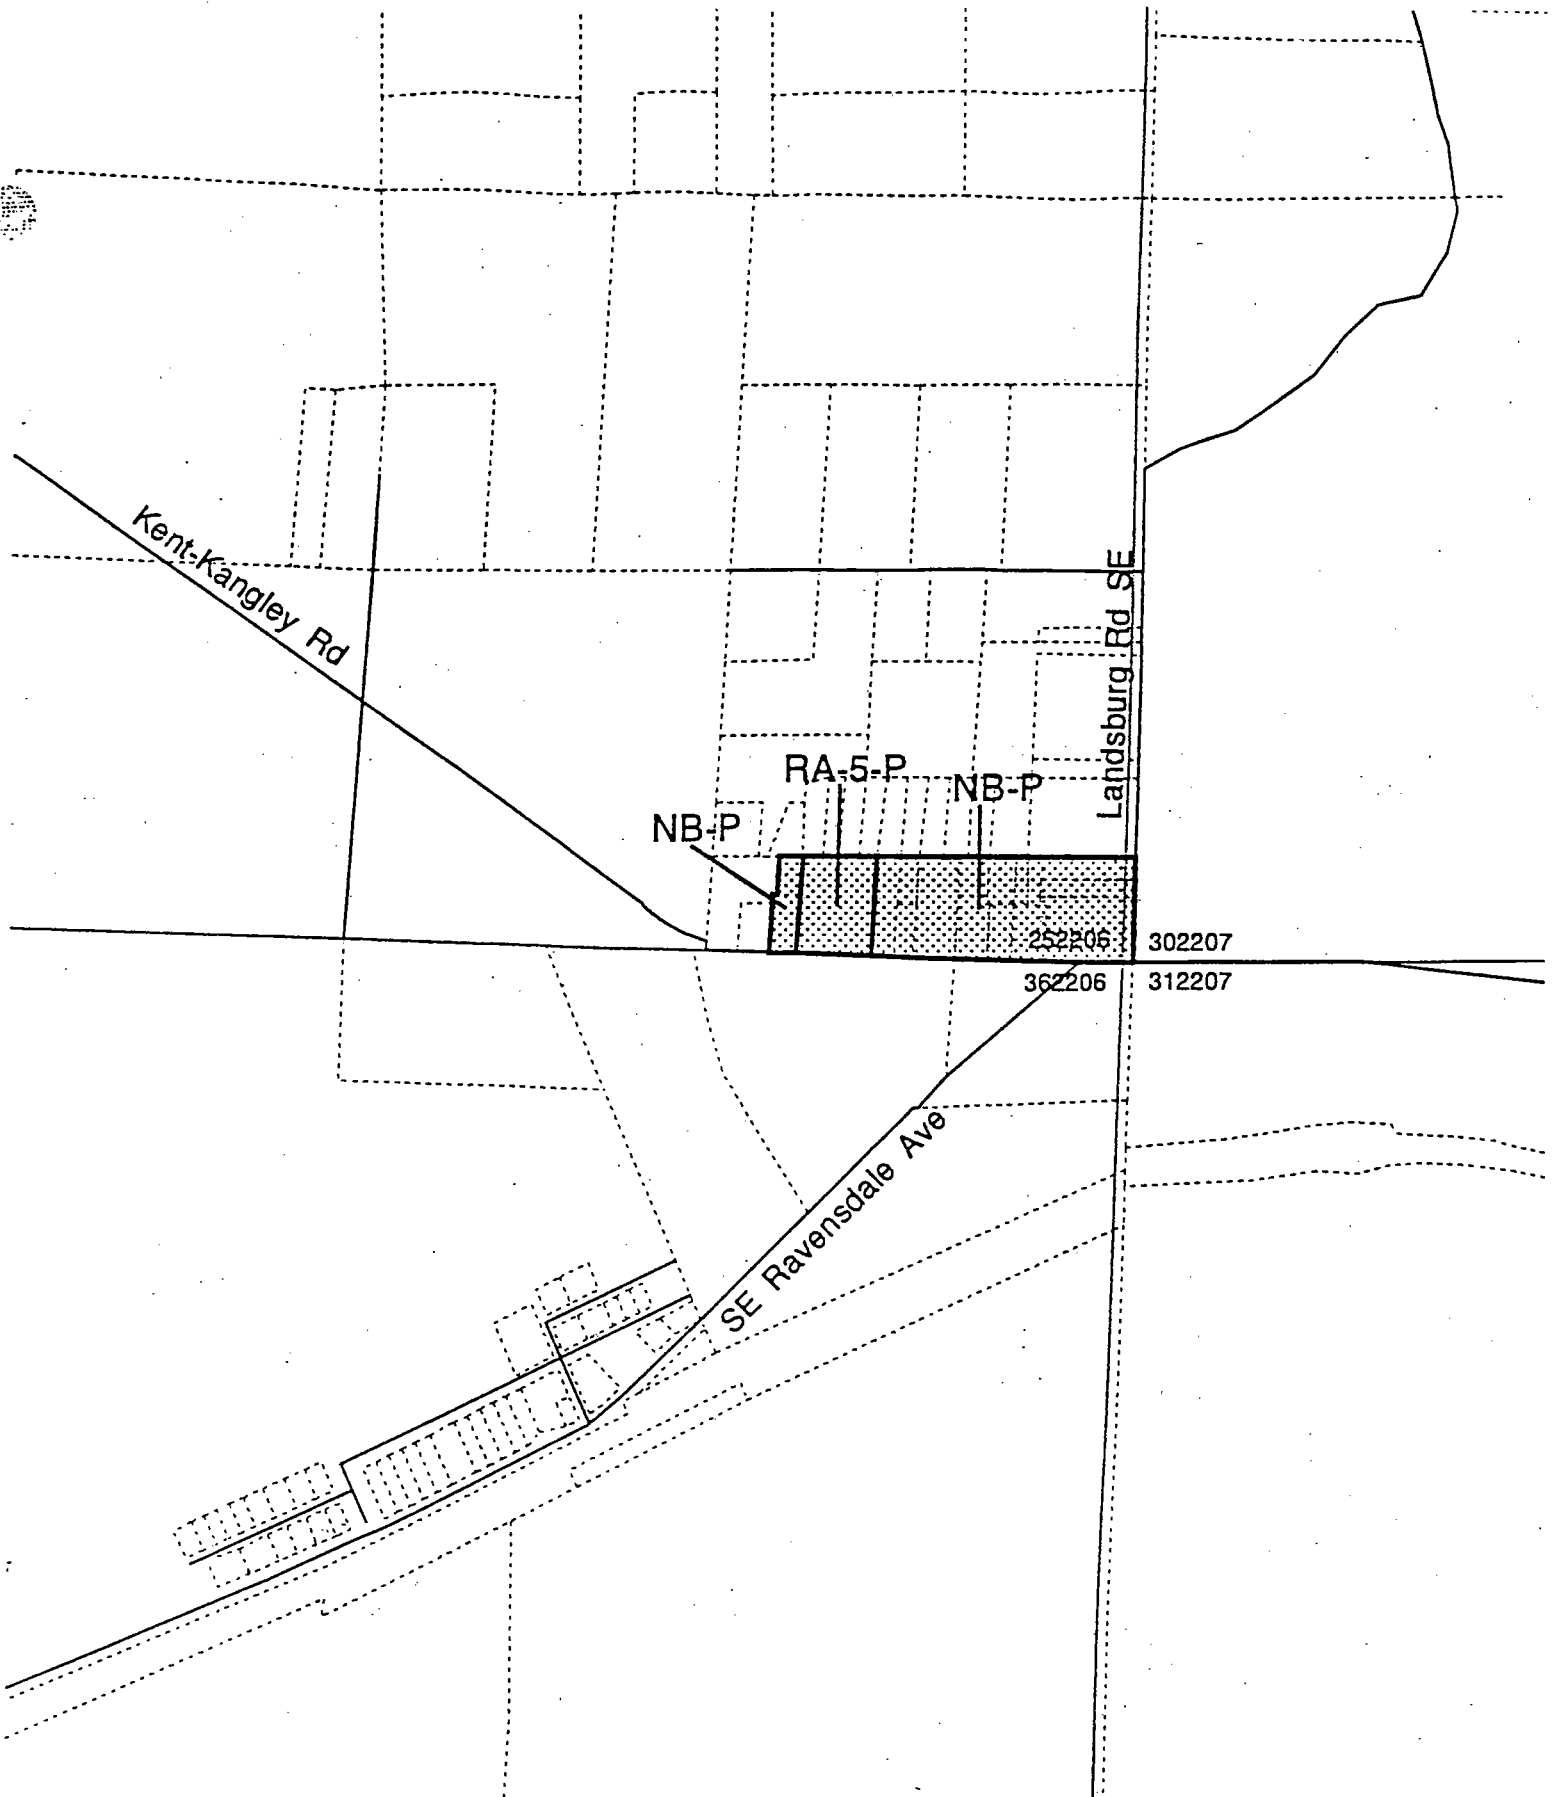 Kent-Kangley Rd
Landsburg Rd SE
RA-5-P
NB-P
NB-P
252206
302207
362206
312207
SE Ravensdale Ave